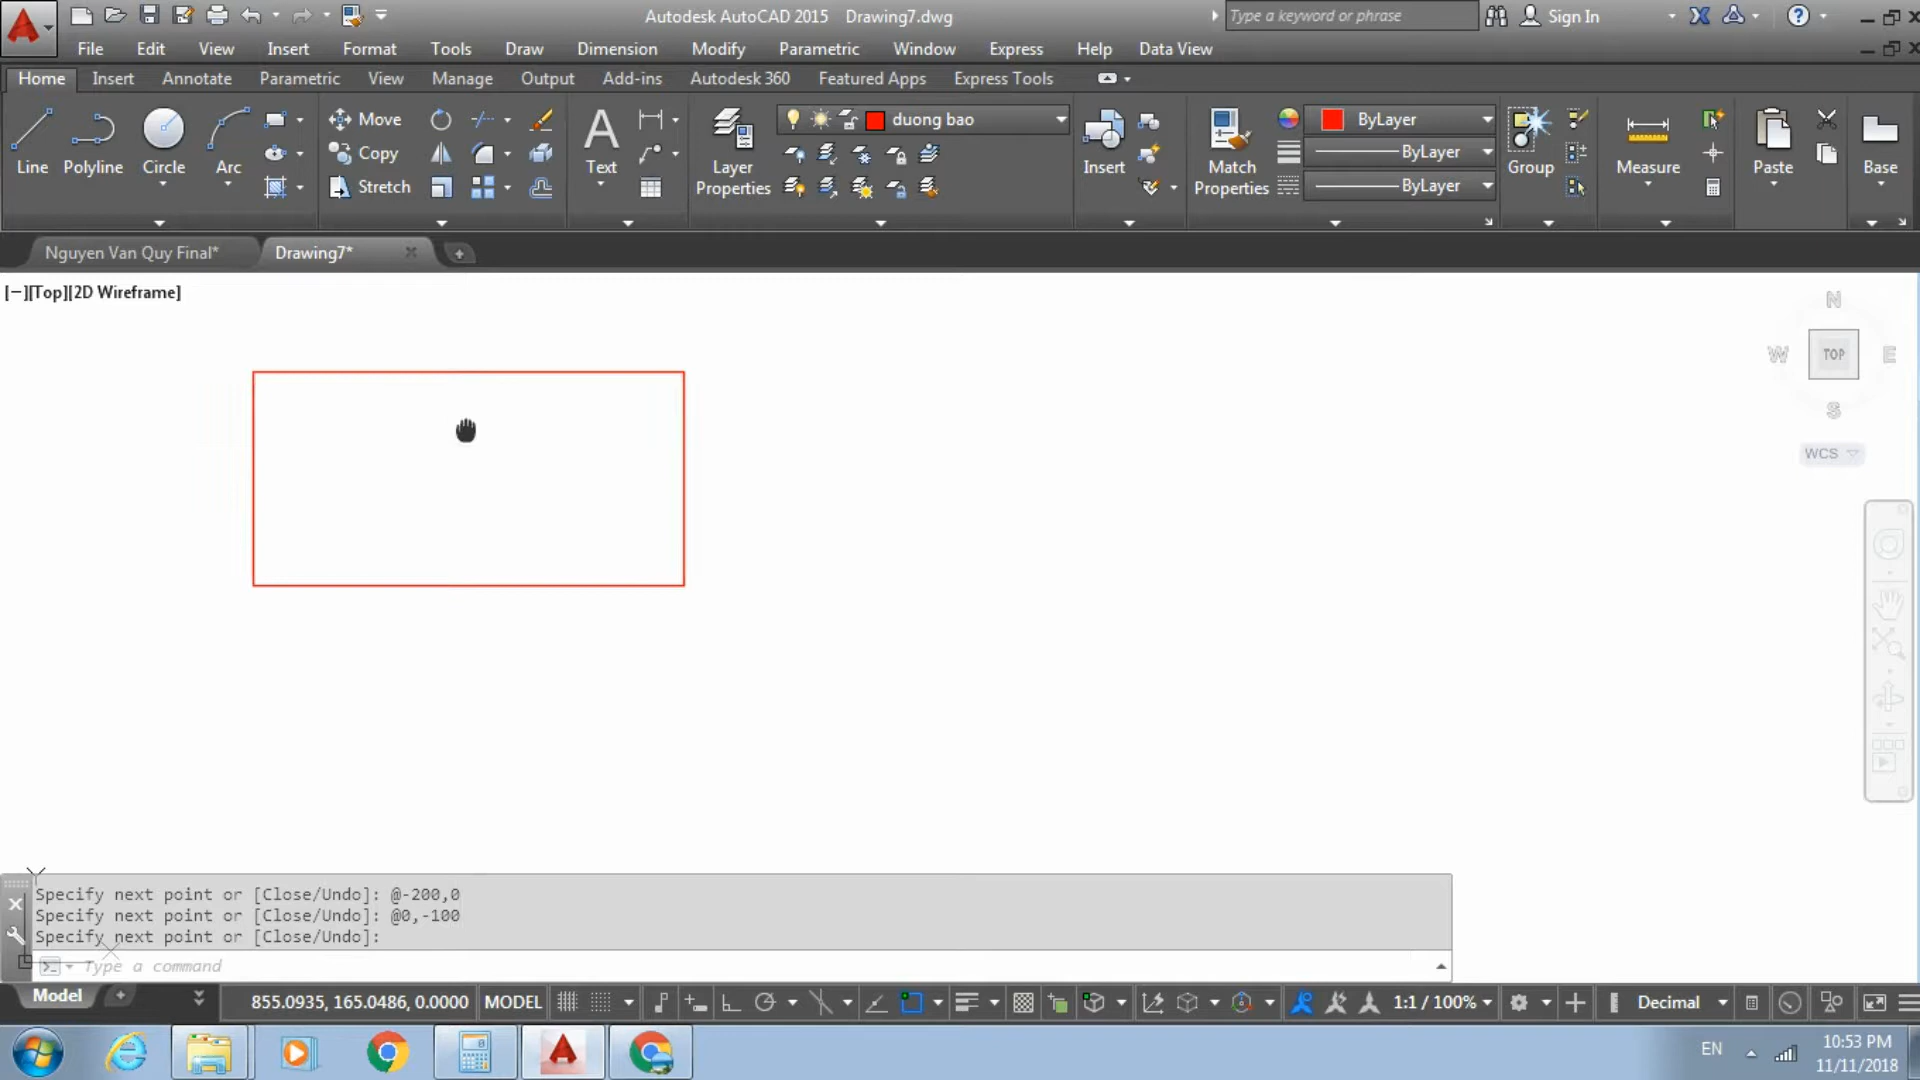 Autodesk AutoCAD 2015 Drawing7.dwg
Type a keyword or phrase
Sign In
File Edit View Insert Format Tools Draw Dimension Modify Parametric Window Express Help Data View
Home Insert Annotate Parametric View Manage Output Add-ins Autodesk 360 Featured Apps Express Tools
Line Polyline Circle Arc
Move
Copy
Stretch
Text
Layer
Properties
duong bao
Insert
Match
Properties
ByLayer
ByLayer
ByLayer
Group
Measure
Paste
Base
Nguyen Van Quy Final* Drawing7*
[−][Top][2D Wireframe]
N
W TOP E
S
WCS
Specify next point or [Close/Undo]: @-200,0
Specify next point or [Close/Undo]: @0,-100
Specify next point or [Close/Undo]:
Type a command
Model 855.0935, 165.0486, 0.0000 MODEL 1:1 / 100% Decimal
EN
10:53 PM
11/11/2018